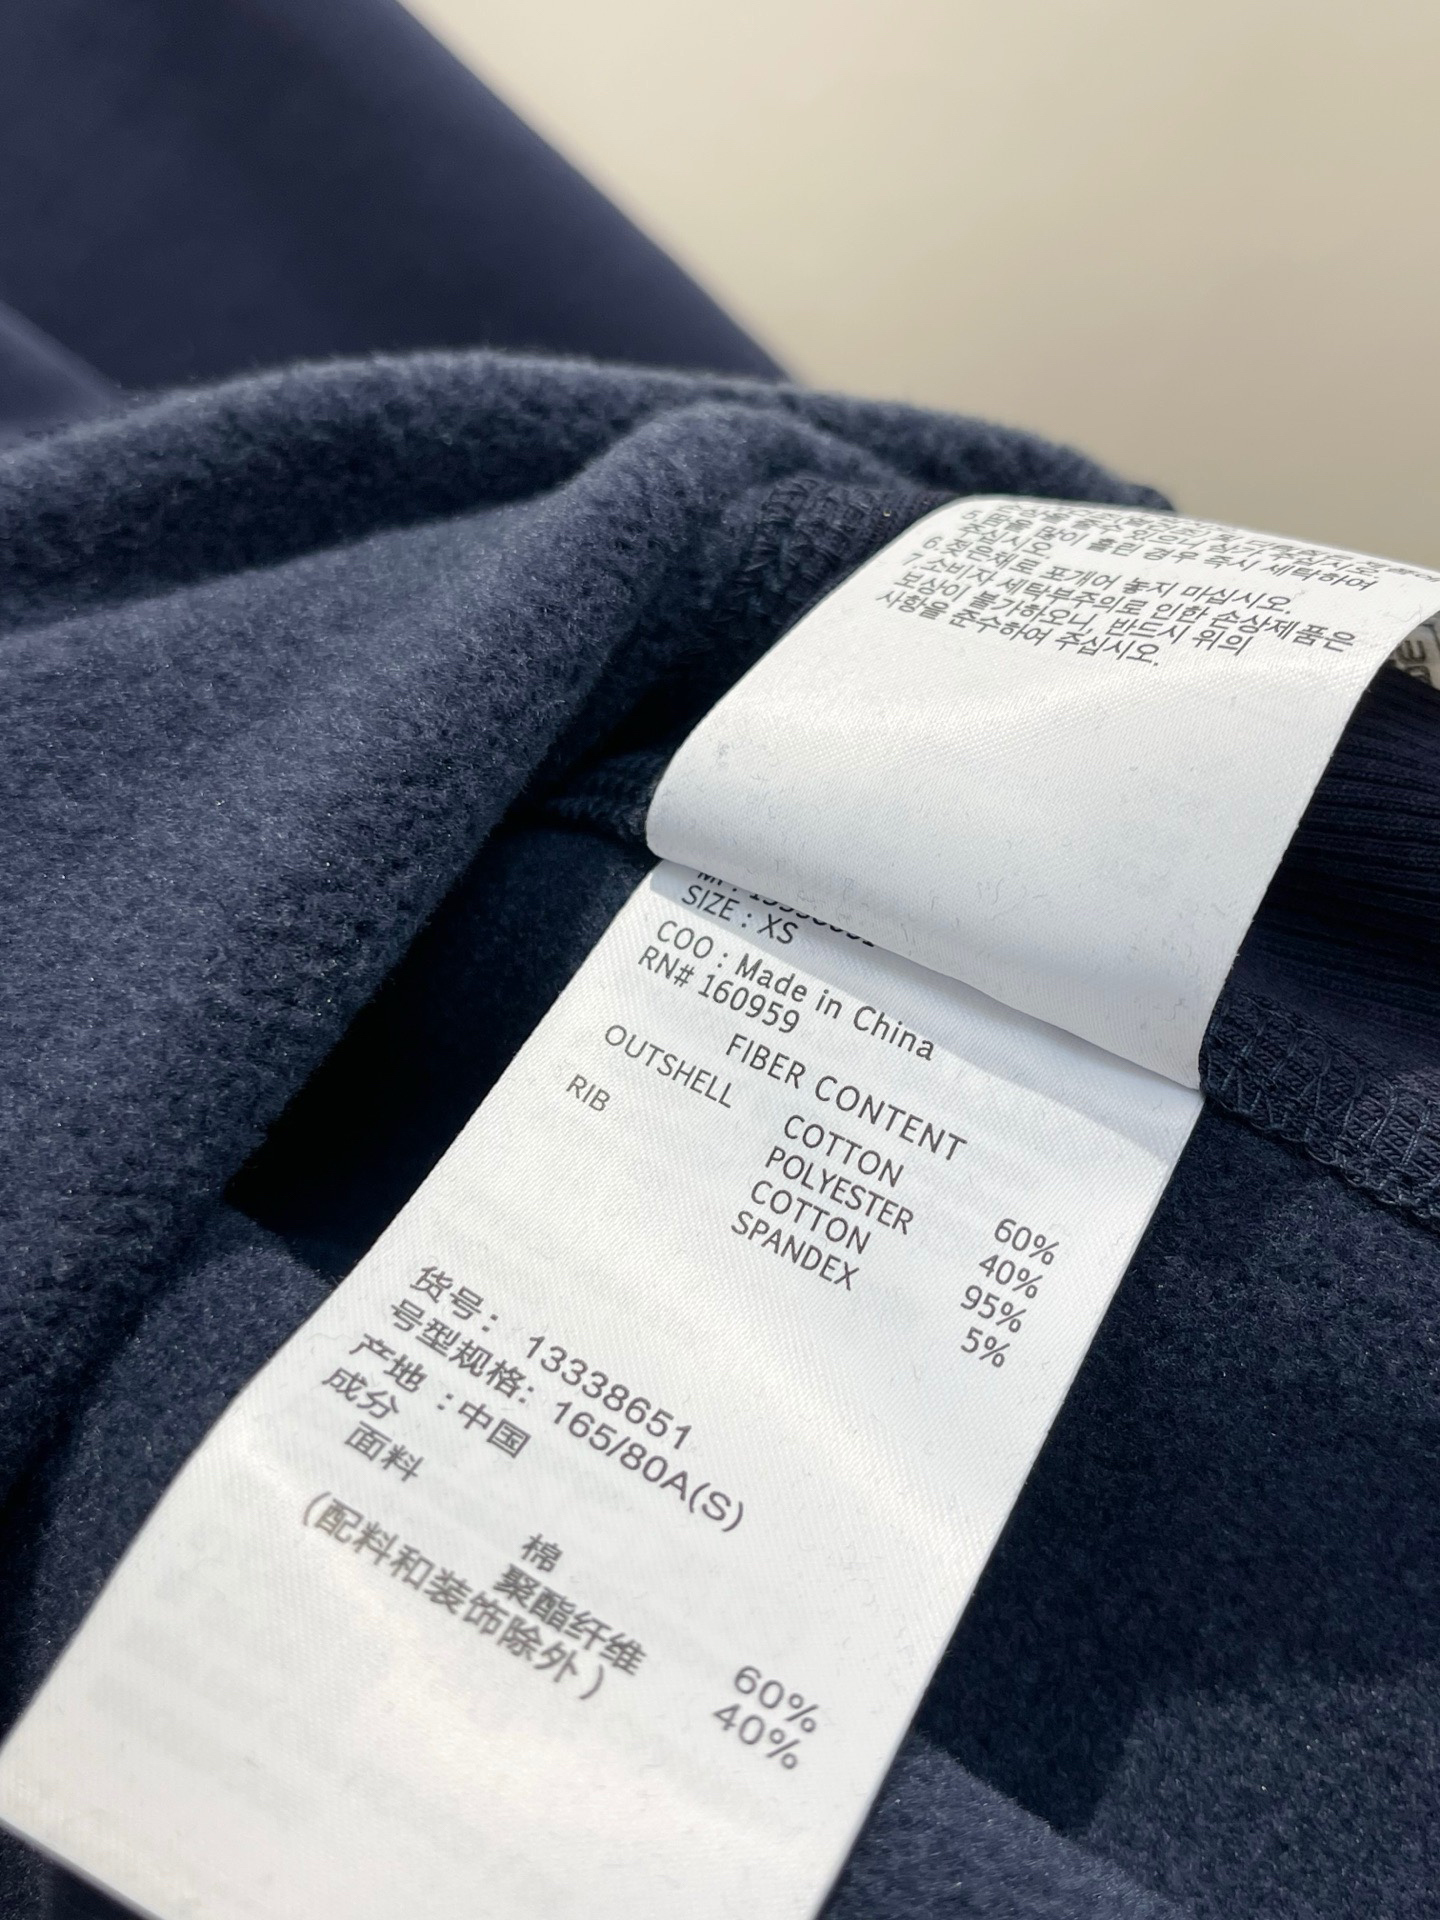 6. 젖은 채로 포개어 놓지 마십시오.
7. 소비자 세탁부주의로 인한 손상제품은
보상이 불가하오니, 반드시 위의
사항을 준수하여 주십시오.
SIZE : XS
COO : Made in China
RN# 160959
FIBER CONTENT
OUTSHELL COTTON 60%
POLYESTER 40%
RIB COTTON 95%
SPANDEX 5%
货号: 13338651
号型规格: 165/80A(S)
产地 :中国
成分
面料 棉 60%
聚酯纤维 40%
(配料和装饰除外)